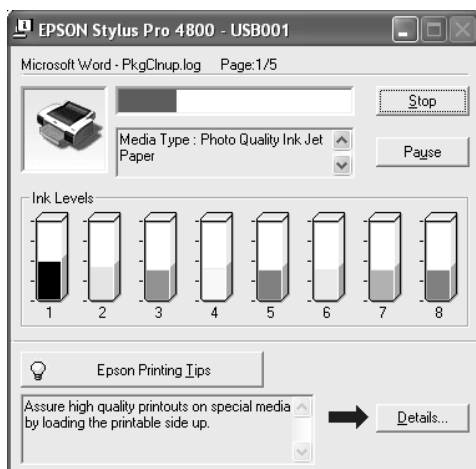 EPSON Stylus Pro 4800 - USB001
Microsoft Word - PkgClnup.log Page:1/5
Stop
Media Type : Photo Quality Ink Jet
Paper
Pause
Ink Levels
1 2 3 4 5 6 7 8
Epson Printing Tips
Assure high quality printouts on special media
by loading the printable side up.
Details...